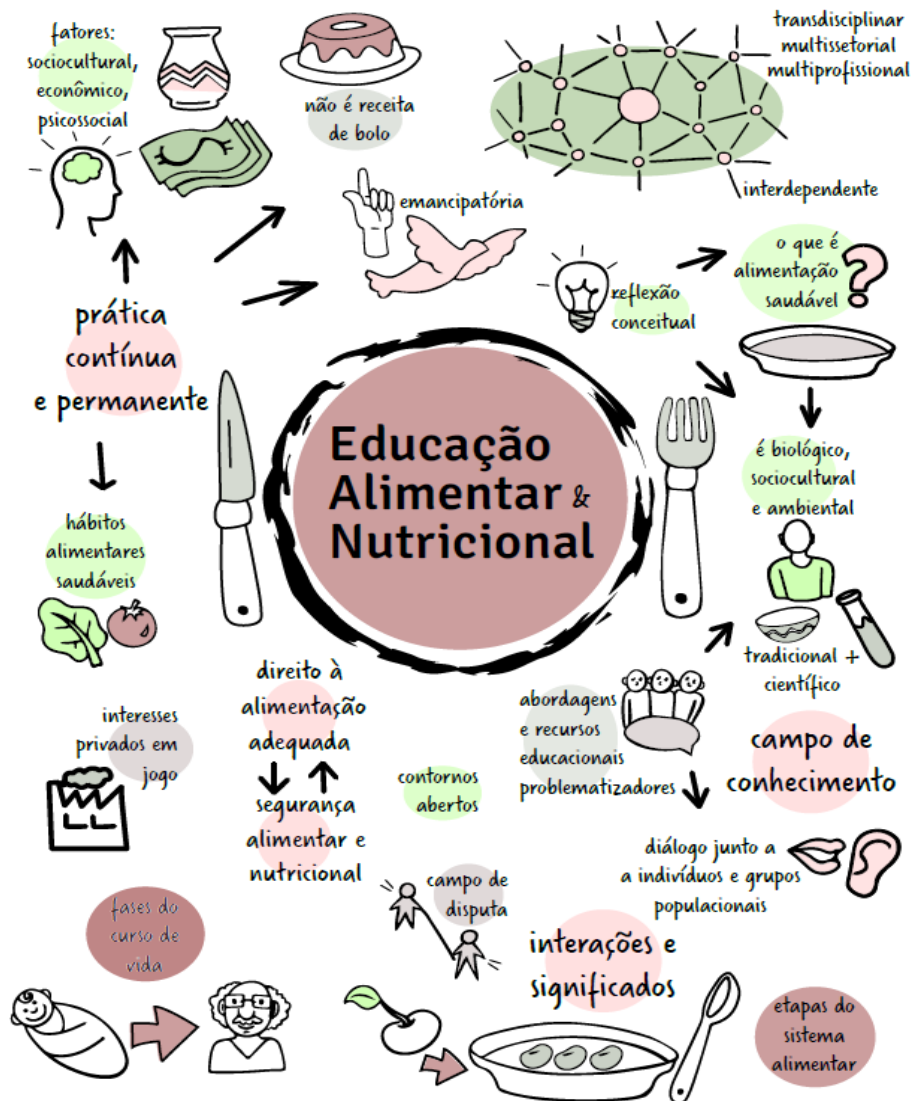 fatores:
sociocultural,
econômico,
psicossocial
não é receita
de bolo
transdisciplinar
multissetorial
multiprofissional
interdependente
emancipatória
reflexão
conceitual
o que é
alimentação
saudável
?
prática
contínua
e permanente
Educação
Alimentar &
Nutricional
é biológico,
sociocultural
e ambiental
hábitos
alimentares
saudáveis
tradicional +
científico
direito à
alimentação
adequada
segurança
alimentar e
nutricional
interesses
privados em
jogo
contornos
abertos
abordagens
e recursos
educacionais
problematizadores
campo de
conhecimento
diálogo junto a
a indivíduos e grupos
populacionais
campo de
disputa
fases do
curso de
vida
interações e
significados
etapas do
sistema
alimentar